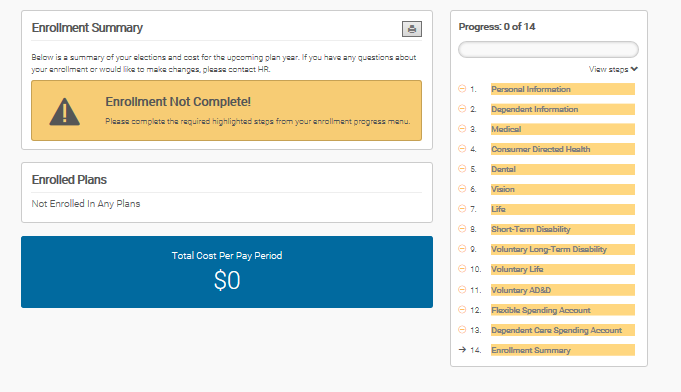 Enrollment Summary
Below is a summary of your elections and cost for the upcoming plan year. If you have any questions about
your enrollment or would like to make changes, please contact HR.
Enrollment Not Complete!
Please complete the required highlighted steps from your enrollment progress menu.
Enrolled Plans
Not Enrolled In Any Plans
Total Cost Per Pay Period
$0
Progress: 0 of 14
View steps
1. Personal Information
2. Dependent Information
3. Medical
4. Consumer Directed Health
5. Dental
6. Vision
7. Life
8. Short-Term Disability
9. Voluntary Long-Term Disability
10. Voluntary Life
11. Voluntary AD&D
12. Flexible Spending Account
13. Dependent Care Spending Account
14. Enrollment Summary